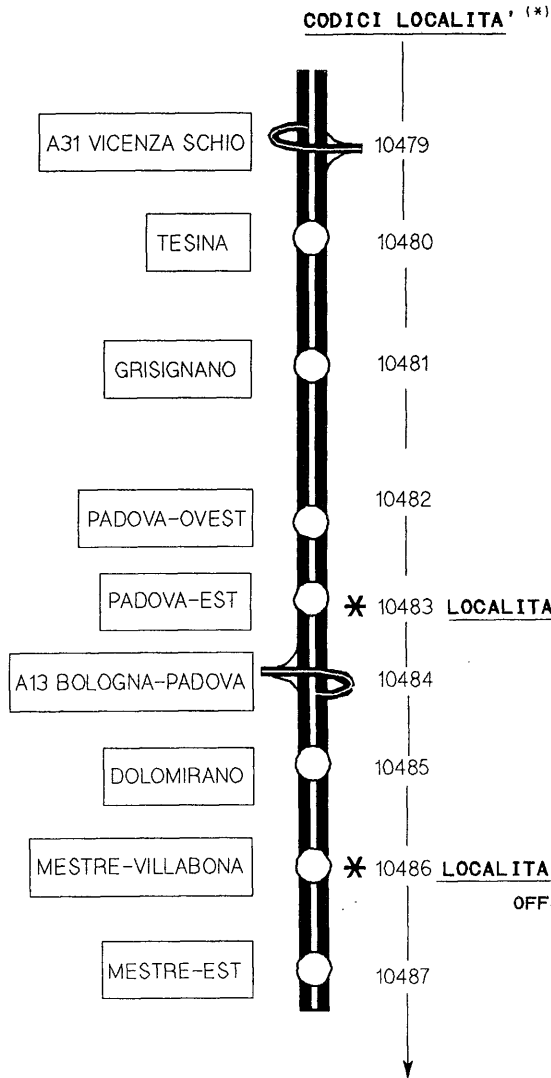 CODICI LOCALITA' (*)
A31 VICENZA SCHIO 10479
TESINA 10480
GRISIGNANO 10481
10482
PADOVA-OVEST
PADOVA-EST * 10483 LOCALITA
A13 BOLOGNA-PADOVA 10484
DOLOMIRANO 10485
MESTRE-VILLABONA * 10486 LOCALITA
OFF
MESTRE-EST 10487